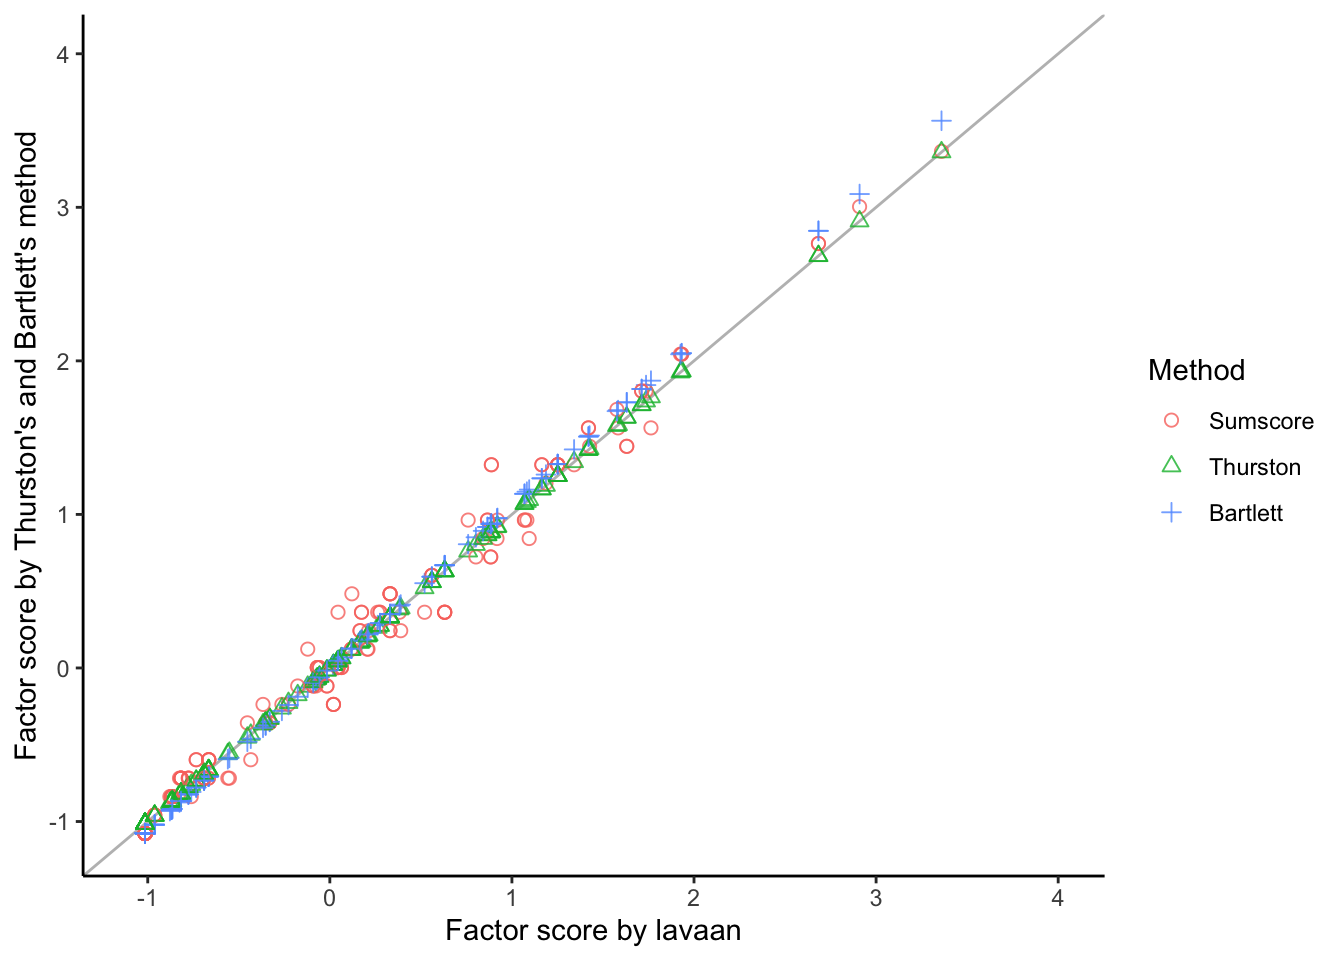 Factor score by Thurston's and Bartlett's method
4
3
2
1
0
-1
-1
0
1
2
3
4
Factor score by lavaan
Method
Sumscore
Thurston
Bartlett